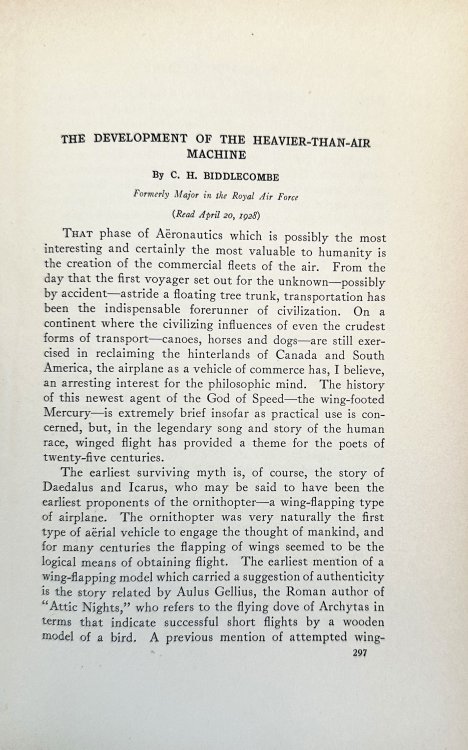 THE DEVELOPMENT OF THE HEAVIER-THAN-AIR
MACHINE
By C. H. BIDDLECOMBE
Formerly Major in the Royal Air Force
(Read April 20, 1928)
THAT phase of Aëronautics which is possibly the most
interesting and certainly the most valuable to humanity is
the creation of the commercial fleets of the air. From the
day that the first voyager set out for the unknown—possibly
by accident—astride a floating tree trunk, transportation has
been the indispensable forerunner of civilization. On a
continent where the civilizing influences of even the crudest
forms of transport—canoes, horses and dogs—are still exer-
cised in reclaiming the hinterlands of Canada and South
America, the airplane as a vehicle of commerce has, I believe,
an arresting interest for the philosophic mind. The history
of this newest agent of the God of Speed—the wing-footed
Mercury—is extremely brief insofar as practical use is con-
cerned, but, in the legendary song and story of the human
race, winged flight has provided a theme for the poets of
twenty-five centuries.
The earliest surviving myth is, of course, the story of
Daedalus and Icarus, who may be said to have been the
earliest proponents of the ornithopter—a wing-flapping type
of airplane. The ornithopter was very naturally the first
type of aërial vehicle to engage the thought of mankind, and
for many centuries the flapping of wings seemed to be the
logical means of obtaining flight. The earliest mention of a
wing-flapping model which carried a suggestion of authenticity
is the story related by Aulus Gellius, the Roman author of
"Attic Nights," who refers to the flying dove of Archytas in
terms that indicate successful short flights by a wooden
model of a bird. A previous mention of attempted wing-
297